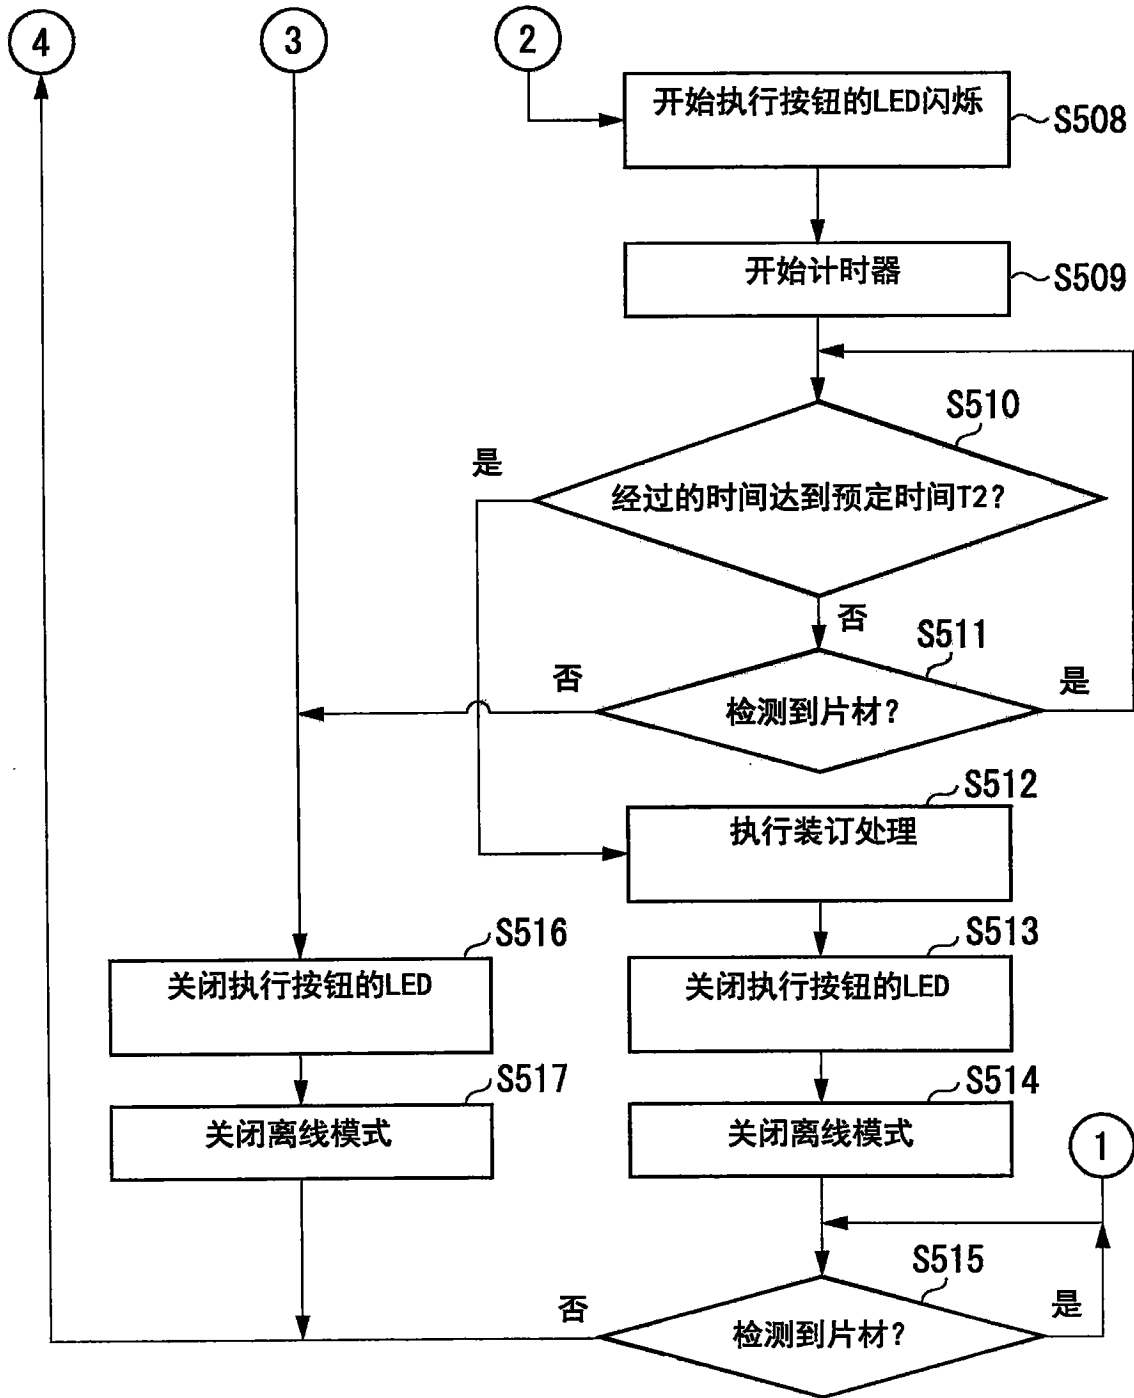 4
3
2
开始执行按钮的LED闪烁
S508
开始计时器
S509
S510
是
经过的时间达到预定时间T2?
否
S511
否
是
检测到片材?
S512
执行装订处理
S516
S513
关闭执行按钮的LED
关闭执行按钮的LED
S517
S514
关闭离线模式
关闭离线模式
1
S515
否
是
检测到片材?